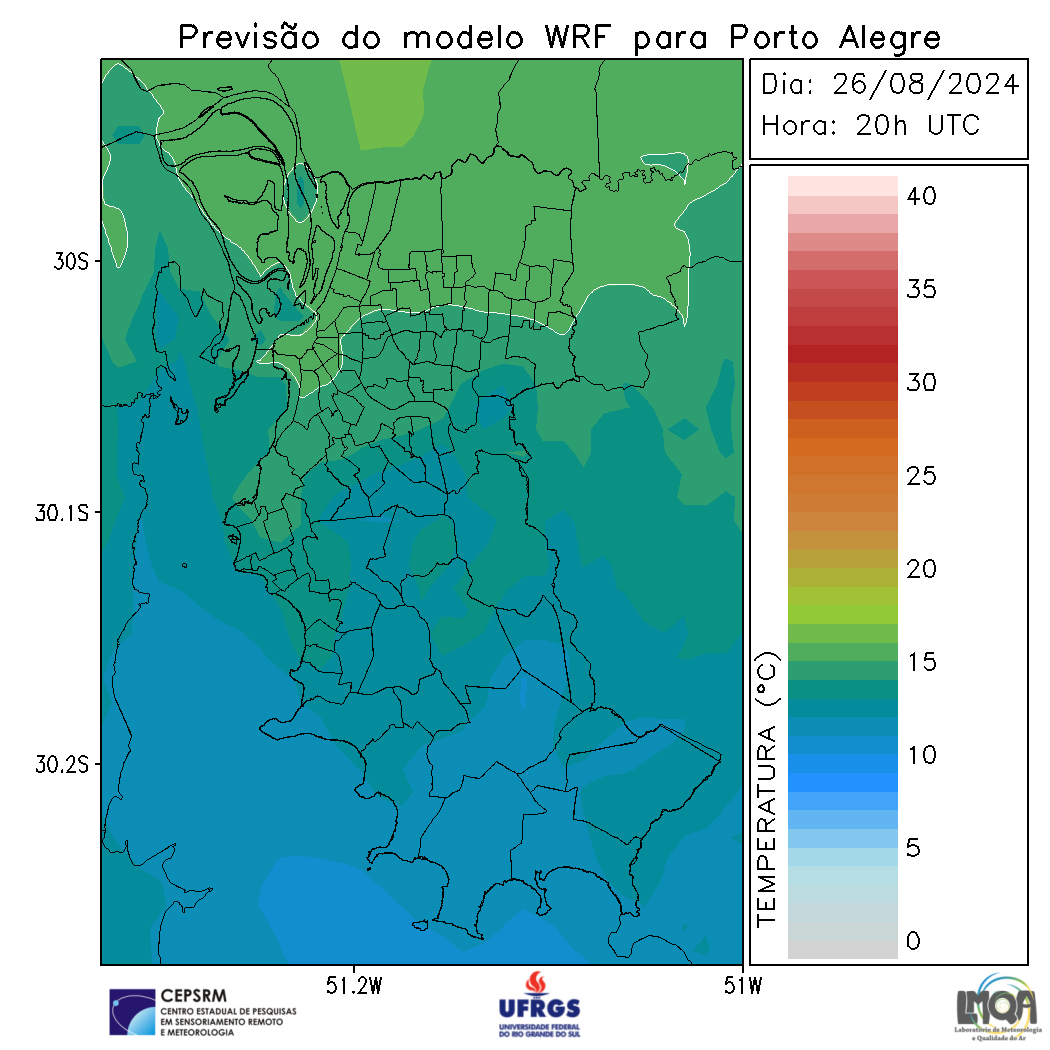 Previsão do modelo WRF para Porto Alegre
Dia: 26/08/2024
Hora: 20h UTC
40
35
30
25
20
15
10
5
0
TEMPERATURA (°C)
30S
30.1S
30.2S
51.2W
51W
CEPSRM
CENTRO ESTADUAL DE PESQUISAS
EM SENSORIAMENTO REMOTO
E METEOROLOGIA
UFRGS
UNIVERSIDADE FEDERAL
DO RIO GRANDE DO SUL
LMQA
Laboratório de Meteorologia
e Qualidade do Ar